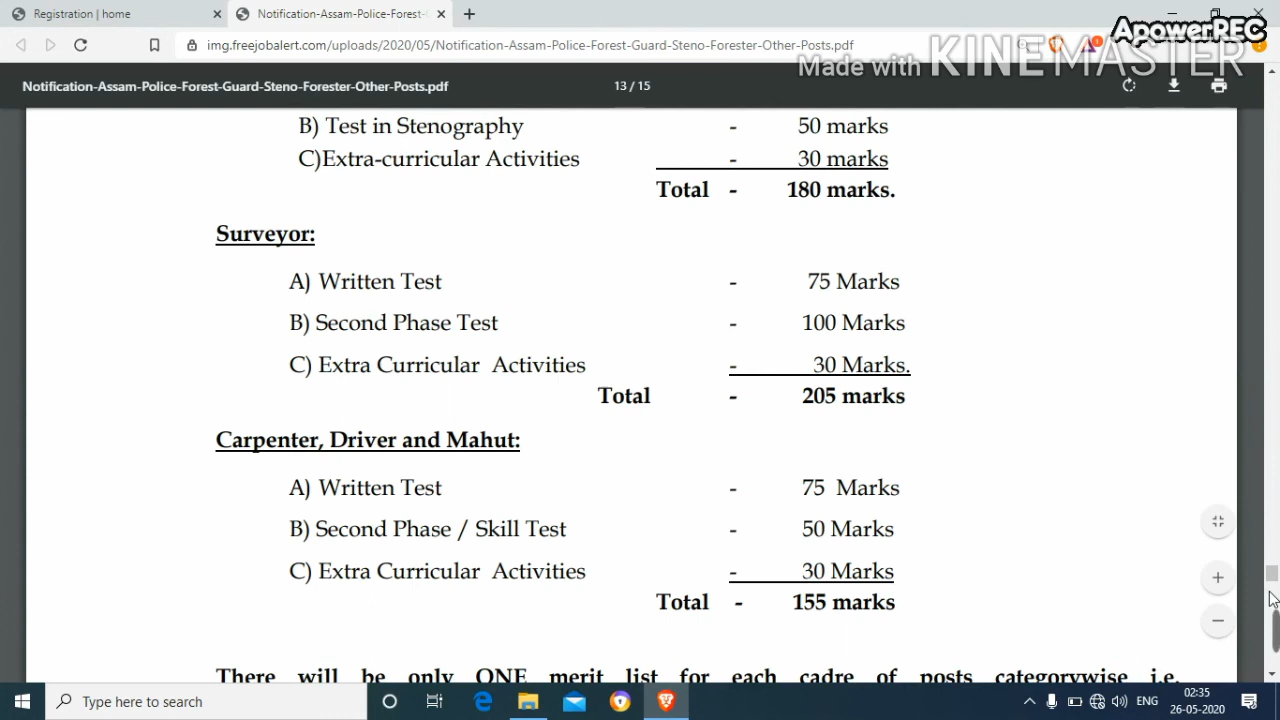 Registration | home
Notification-Assam-Police-Forest-
img.freejobalert.com/uploads/2020/05/Notification-Assam-Police-Forest-Guard-Steno-Forester-Other-Posts.pdf
ApowerREC
Made with KINEMASTER
Notification-Assam-Police-Forest-Guard-Steno-Forester-Other-Posts.pdf 13 / 15
B) Test in Stenography - 50 marks
C)Extra-curricular Activities - 30 marks
Total - 180 marks.
Surveyor:
A) Written Test - 75 Marks
B) Second Phase Test - 100 Marks
C) Extra Curricular Activities - 30 Marks.
Total - 205 marks
Carpenter, Driver and Mahut:
A) Written Test - 75 Marks
B) Second Phase / Skill Test - 50 Marks
C) Extra Curricular Activities - 30 Marks
Total - 155 marks
There will be only ONE merit list for each cadre of posts categorywise i.e.
Type here to search
ENG
02:35
26-05-2020